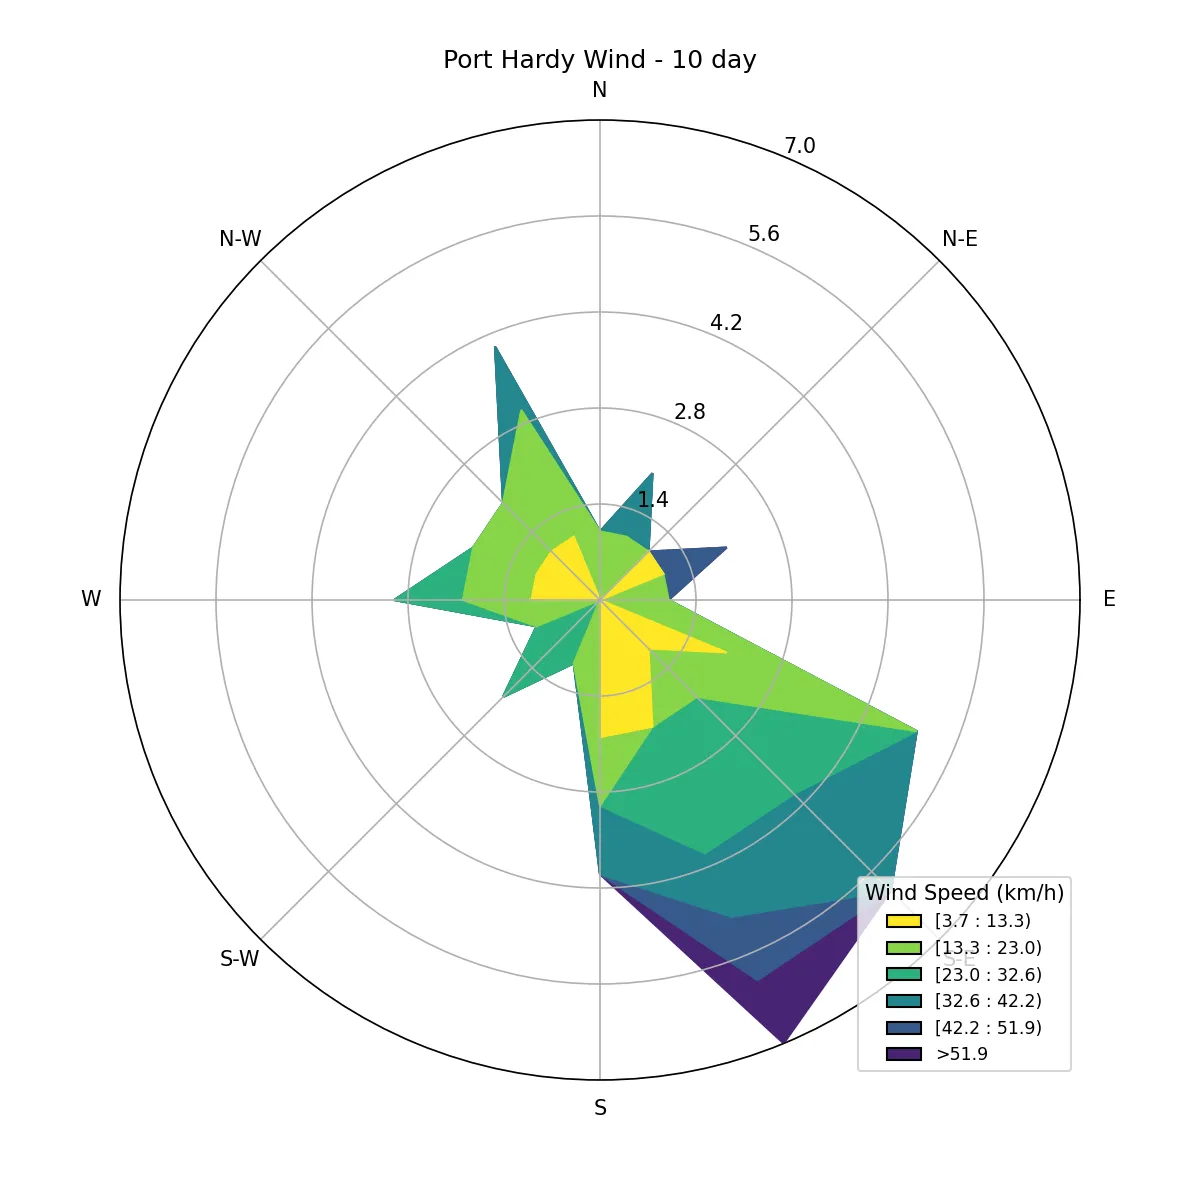 Port Hardy Wind - 10 day
N
7.0
N-W
5.6
N-E
4.2
2.8
1.4
W
E
Wind Speed (km/h)
[3.7 : 13.3)
[13.3 : 23.0)
S-W
S-E
[23.0 : 32.6)
[32.6 : 42.2)
[42.2 : 51.9)
>51.9
S